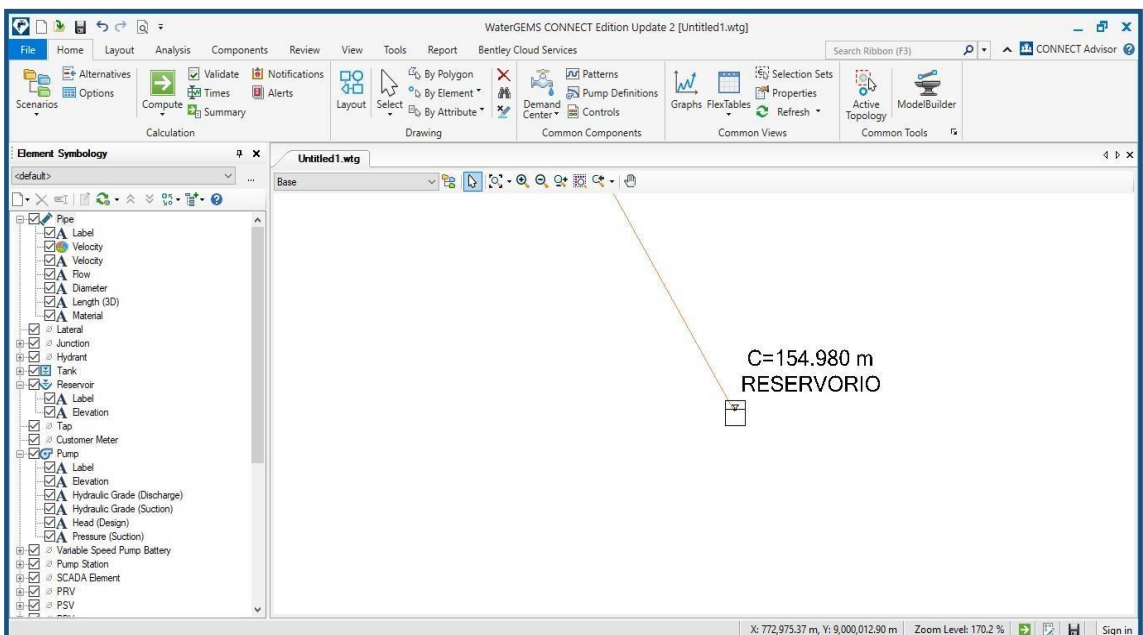 WaterGEMS CONNECT Edition Update 2 [Untitled1.wtg]
File Home Layout Analysis Components Review View Tools Report Bentley Cloud Services Search Ribbon (F3) CONNECT Advisor
Scenarios
Alternatives
Options
Compute
Validate
Times
Summary
Notifications
Alerts
Calculation
Layout
Select
By Polygon
By Element
By Attribute
Drawing
Demand Center
Patterns
Pump Definitions
Controls
Common Components
Graphs
FlexTables
Selection Sets
Properties
Refresh
Common Views
Active Topology
ModelBuilder
Common Tools
Element Symbology
<default>
...
Pipe
A Label
Velocity
A Velocity
A Flow
A Diameter
A Length (3D)
A Material
Lateral
Junction
Hydrant
Tank
Reservoir
A Label
A Elevation
Tap
Customer Meter
Pump
A Label
A Elevation
A Hydraulic Grade (Discharge)
A Hydraulic Grade (Suction)
A Head (Design)
A Pressure (Suction)
Variable Speed Pump Battery
Pump Station
SCADA Element
PRV
PSV
Untitled1.wtg
Base
C=154.980 m
RESERVORIO
X: 772,975.37 m, Y: 9,000,012.90 m Zoom Level: 170.2 % Sign in